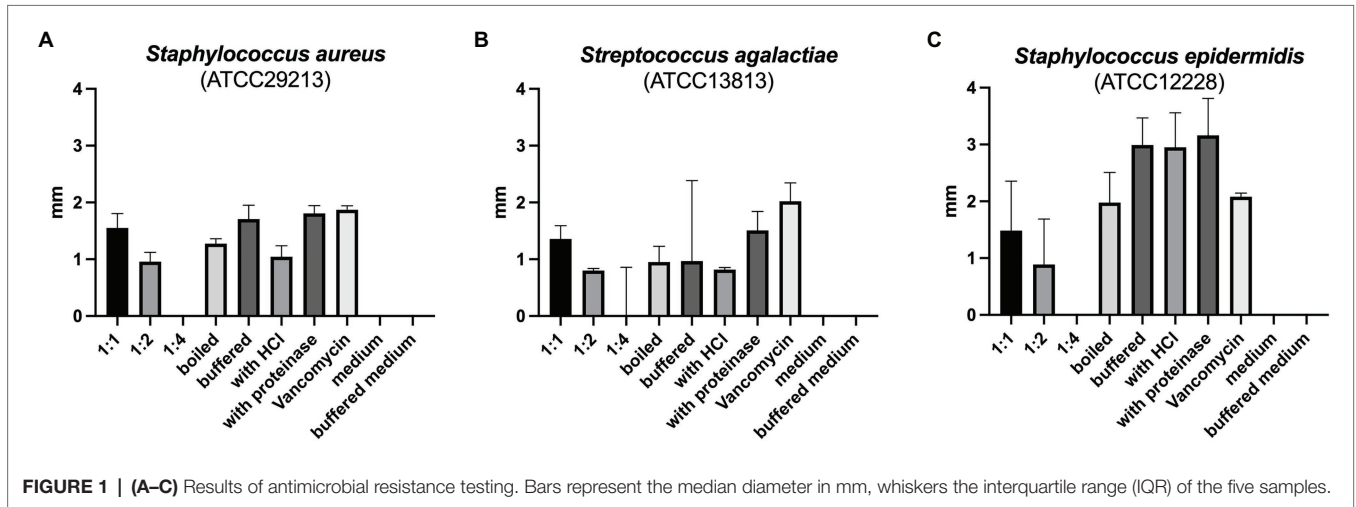 A
Staphylococcus aureus
(ATCC29213)
mm
4
3
2
1
0
1:1
1:2
1:4
boiled
buffered
with HCl
with proteinase
Vancomycin
medium
buffered medium
B
Streptococcus agalactiae
(ATCC13813)
mm
4
3
2
1
0
1:1
1:2
1:4
boiled
buffered
with HCl
with proteinase
Vancomycin
medium
buffered medium
C
Staphylococcus epidermidis
(ATCC12228)
mm
4
3
2
1
0
1:1
1:2
1:4
boiled
buffered
with HCl
with proteinase
Vancomycin
medium
buffered medium
FIGURE 1 | (A–C) Results of antimicrobial resistance testing. Bars represent the median diameter in mm, whiskers the interquartile range (IQR) of the five samples.